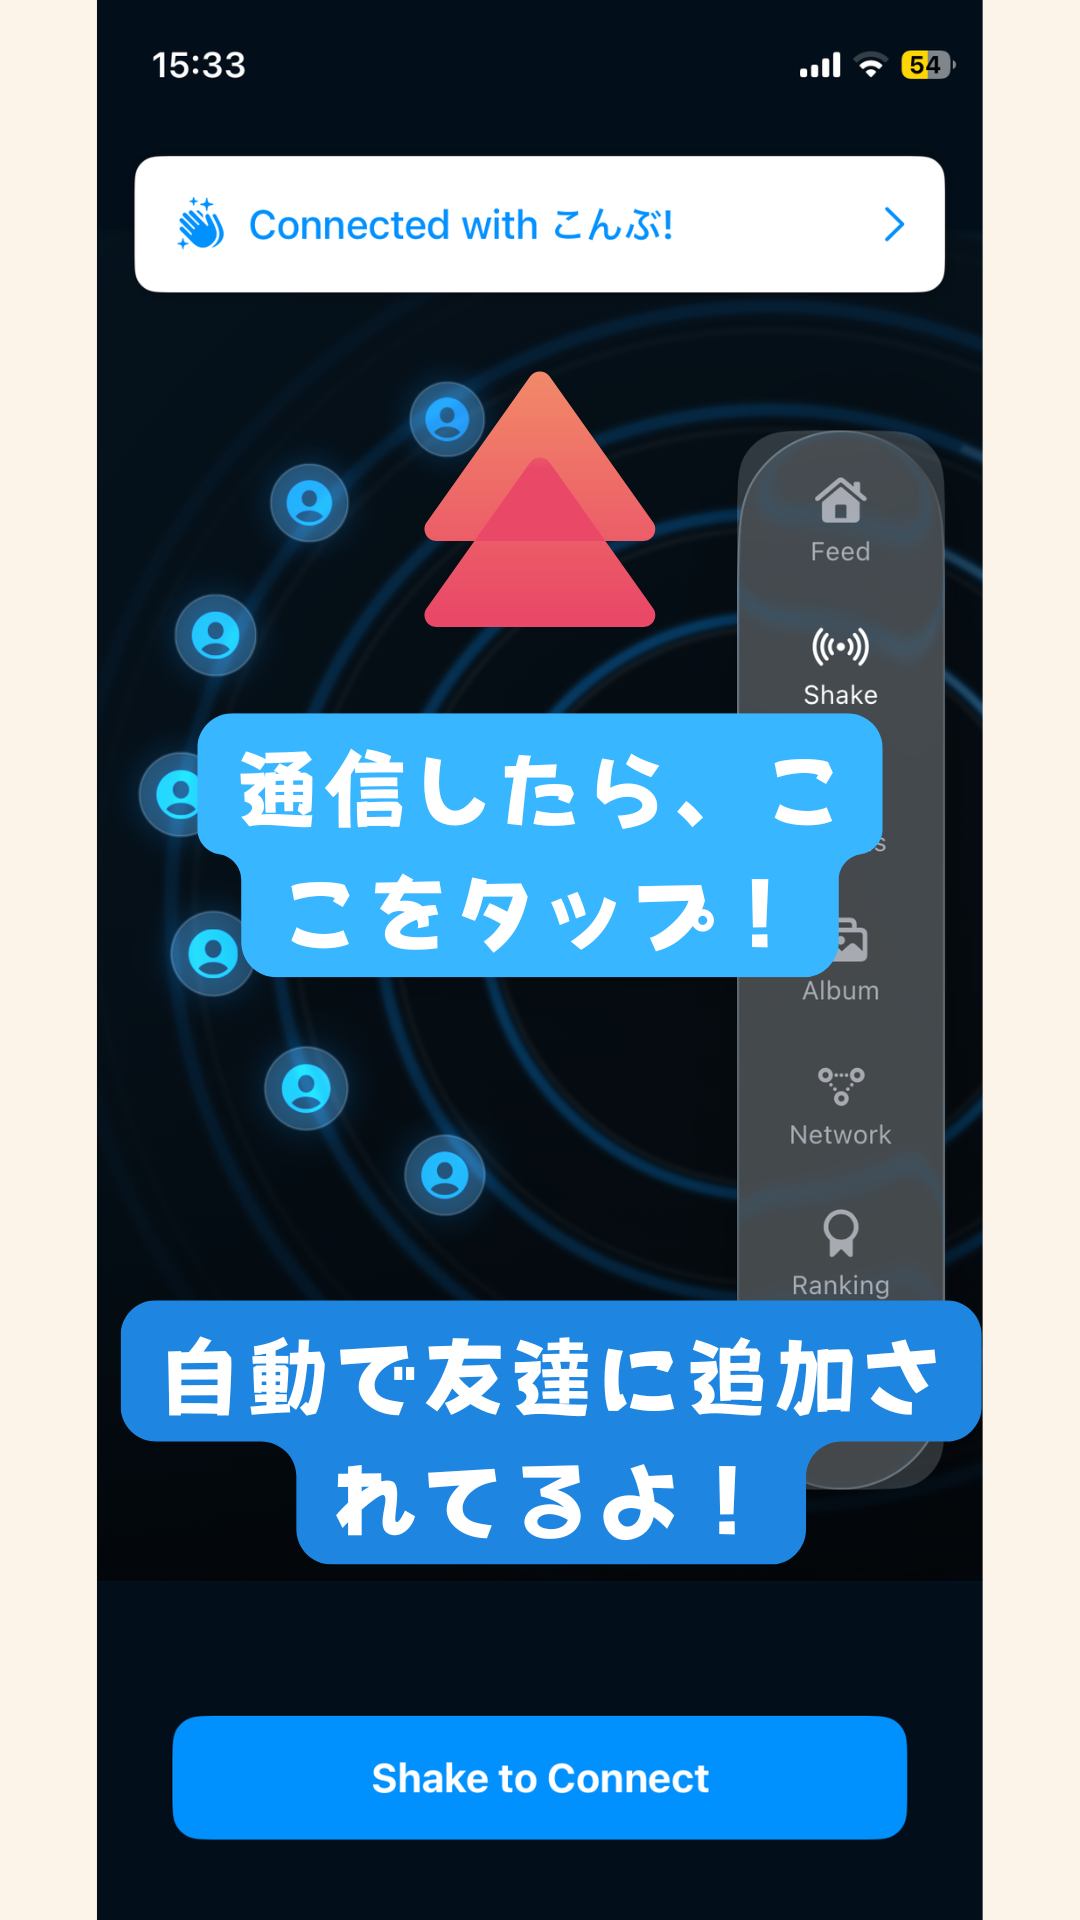 15:33
54
Connected with こんぶ!
Feed
Shake
通信したら、こ
s
こをタップ！
Album
Network
Ranking
自動で友達に追加さ
れてるよ！
Shake to Connect